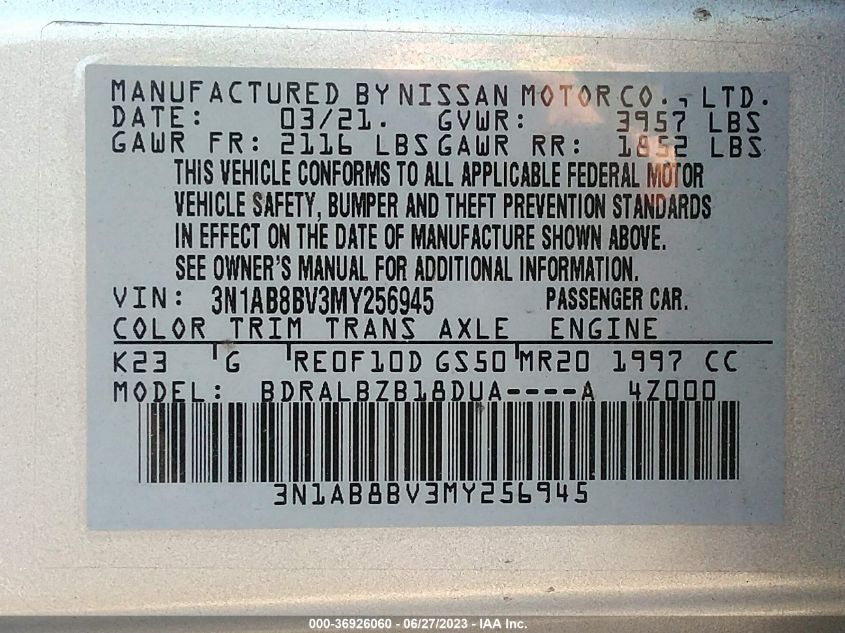 MANUFACTURED BY NISSAN MOTOR CO., LTD.
DATE: 03/21. GVWR: 3957 LBS
GAWR FR: 2116 LBS GAWR RR: 1852 LBS
THIS VEHICLE CONFORMS TO ALL APPLICABLE FEDERAL MOTOR
VEHICLE SAFETY, BUMPER AND THEFT PREVENTION STANDARDS
IN EFFECT ON THE DATE OF MANUFACTURE SHOWN ABOVE.
SEE OWNER'S MANUAL FOR ADDITIONAL INFORMATION.
VIN: 3N1AB8BV3MY256945 PASSENGER CAR.
COLOR TRIM TRANS AXLE ENGINE
K23 G RE0F10D GS50 MR20 1997 CC
MODEL: BDRALBZB18DUA----A 4Z000
3N1AB8BV3MY256945
000-36926060 - 06/27/2023 - IAA Inc.